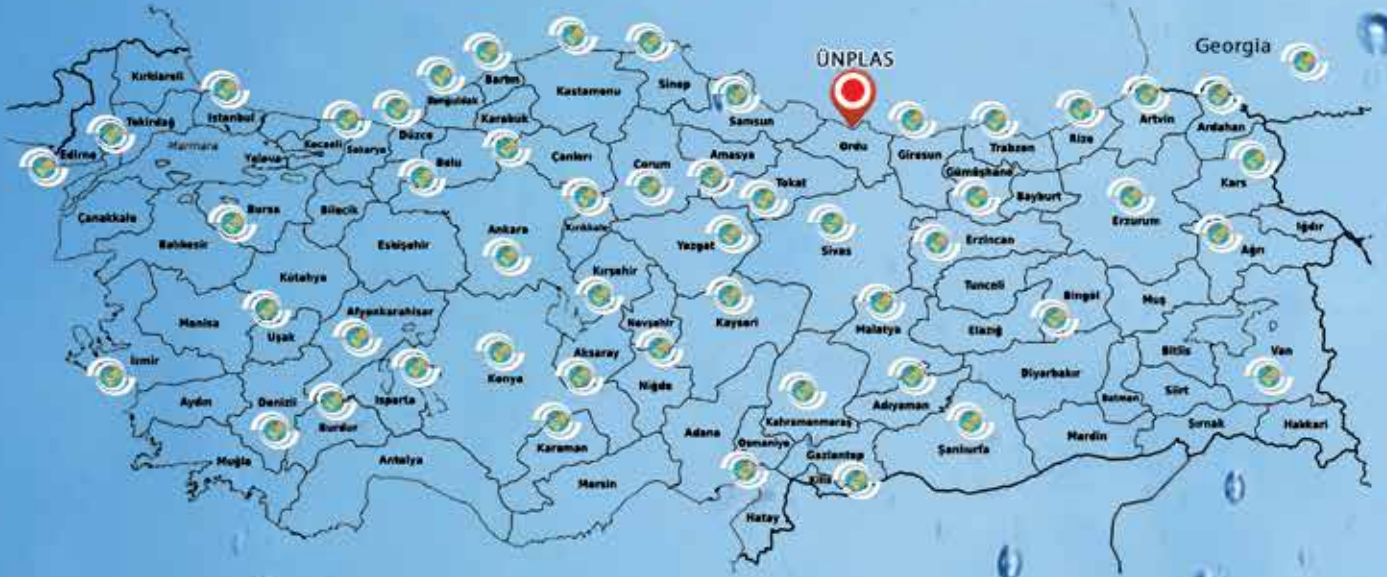 Georgia
ÜNPLAS
Kırklareli
Tekirdağ
Istanbul
Edirne
Marmara
Yalova
Kocaeli
Sakarya
Düzce
Zonguldak
Bartın
Karabük
Kastamonu
Sinop
Samsun
Ordu
Giresun
Trabzon
Rize
Artvin
Ardahan
Bolu
Çankırı
Çorum
Amasya
Tokat
Gümüşhane
Bayburt
Erzurum
Kars
Çanakkale
Balıkesir
Bursa
Bilecik
Eskişehir
Ankara
Kırıkkale
Yozgat
Sivas
Erzincan
Ağrı
Iğdır
Kütahya
Kırşehir
Tunceli
Bingöl
Muş
Manisa
Uşak
Afyonkarahisar
Nevşehir
Kayseri
Malatya
Elazığ
Bitlis
Van
İzmir
Aydın
Denizli
Burdur
Isparta
Konya
Aksaray
Niğde
Kahramanmaraş
Adıyaman
Diyarbakır
Batman
Siirt
Şırnak
Hakkari
Muğla
Antalya
Karaman
Mersin
Adana
Osmaniye
Gaziantep
Kilis
Şanlıurfa
Mardin
Hatay